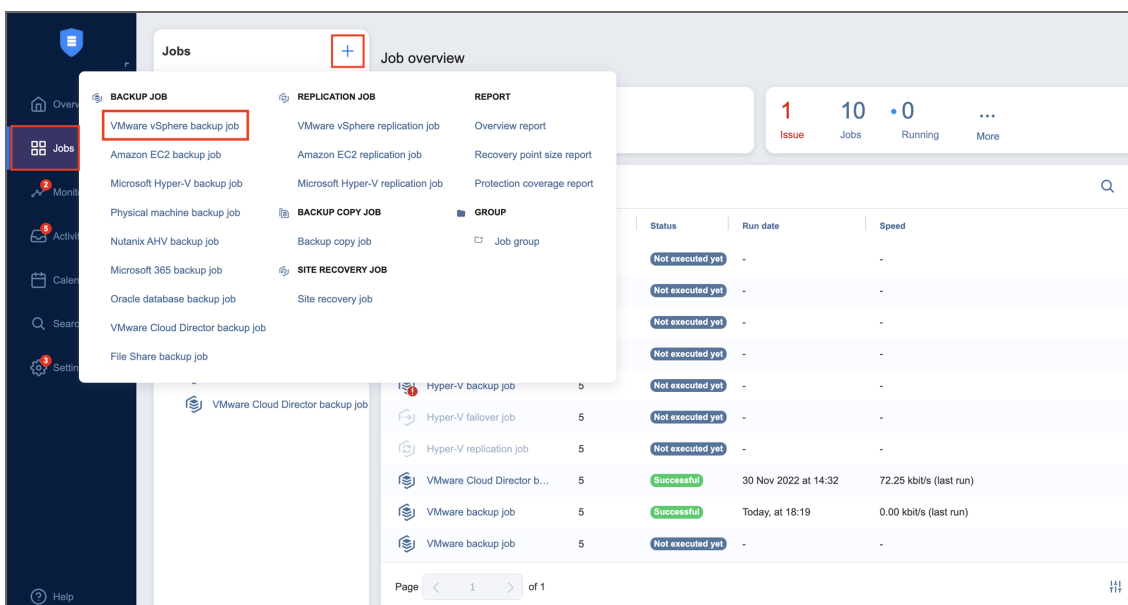 Jobs
+
Job overview
Overv
Jobs
2
Monit
5
Activi
Calen
Searc
3
Settin
Help
BACKUP JOB
VMware vSphere backup job
Amazon EC2 backup job
Microsoft Hyper-V backup job
Physical machine backup job
Nutanix AHV backup job
Microsoft 365 backup job
Oracle database backup job
VMware Cloud Director backup job
File Share backup job
REPLICATION JOB
VMware vSphere replication job
Amazon EC2 replication job
Microsoft Hyper-V replication job
BACKUP COPY JOB
Backup copy job
SITE RECOVERY JOB
Site recovery job
REPORT
Overview report
Recovery point size report
Protection coverage report
GROUP
Job group
VMware Cloud Director backup job
1 10 0 ...
Issue Jobs Running More
Status Run date Speed
Not executed yet - -
Not executed yet - -
Not executed yet - -
Not executed yet - -
Hyper-V backup job 5 Not executed yet - -
Hyper-V failover job 5 Not executed yet - -
Hyper-V replication job 5 Not executed yet - -
VMware Cloud Director b... 5 Successful 30 Nov 2022 at 14:32 72.25 kbit/s (last run)
VMware backup job 5 Successful Today, at 18:19 0.00 kbit/s (last run)
VMware backup job 5 Not executed yet - -
Page < 1 > of 1